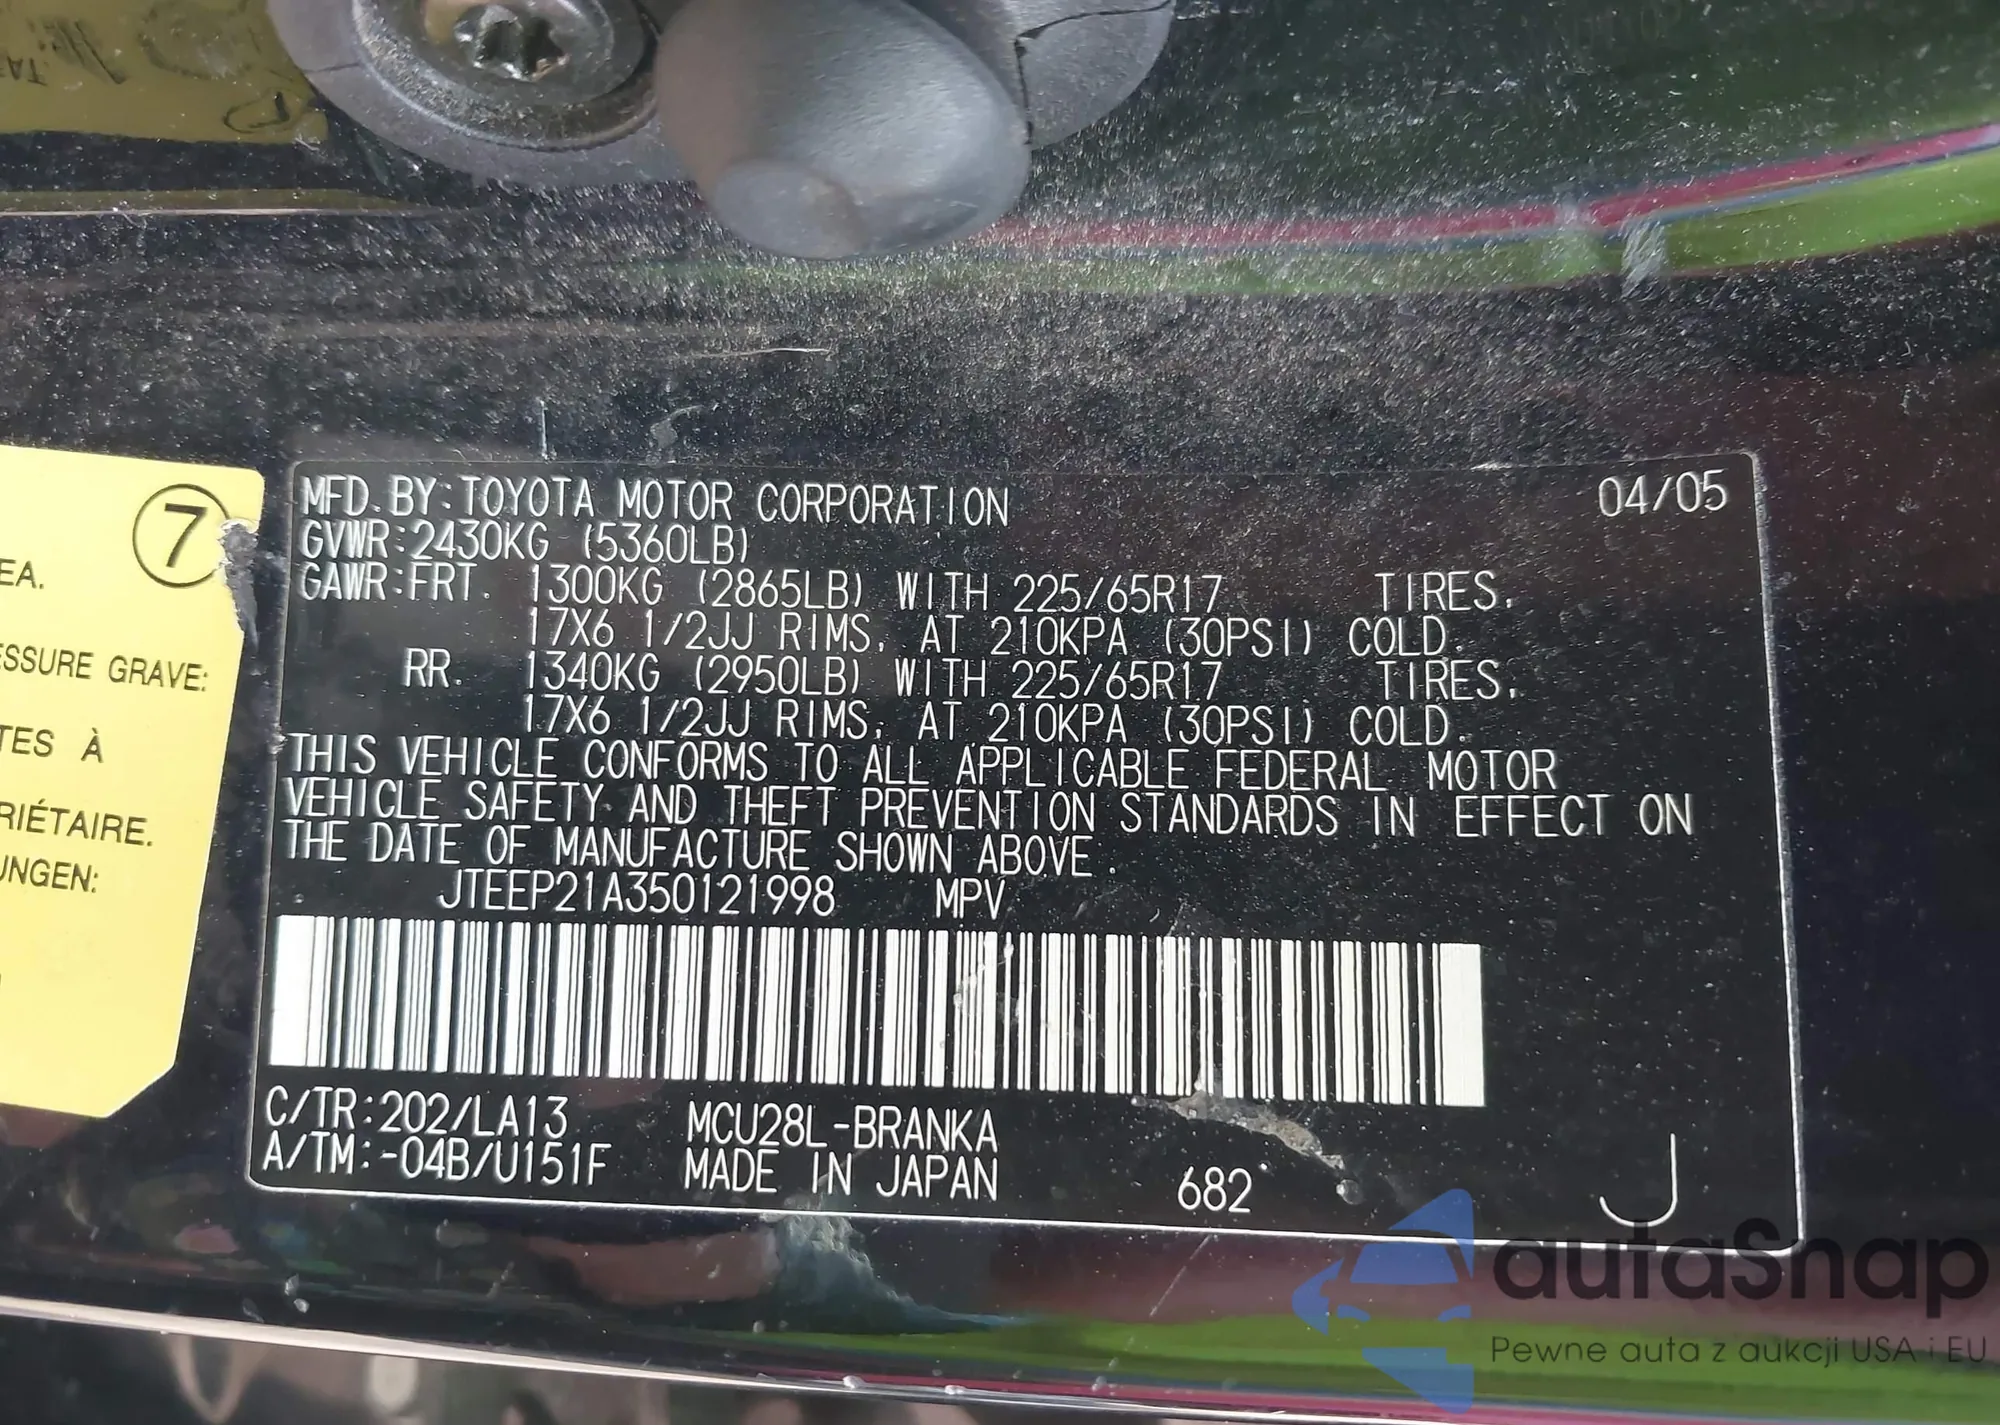 7
EA.
ESSURE GRAVE:
TES À
RIÉTAIRE.
UNGEN:
MFD. BY:TOYOTA MOTOR CORPORATION 04/05
GVWR:2430KG (5360LB)
GAWR:FRT. 1300KG (2865LB) WITH 225/65R17 TIRES,
17X6 1/2JJ RIMS, AT 210KPA (30PSI) COLD.
RR. 1340KG (2950LB) WITH 225/65R17 TIRES,
17X6 1/2JJ RIMS, AT 210KPA (30PSI) COLD.
THIS VEHICLE CONFORMS TO ALL APPLICABLE FEDERAL MOTOR
VEHICLE SAFETY AND THEFT PREVENTION STANDARDS IN EFFECT ON
THE DATE OF MANUFACTURE SHOWN ABOVE.
JTEEP21A350121998 MPV
C/TR:202/LA13 MCU28L-BRANKA
A/TM:-04B/U151F MADE IN JAPAN 682 J
autaSnap
Pewne auta z aukcji USA i EU